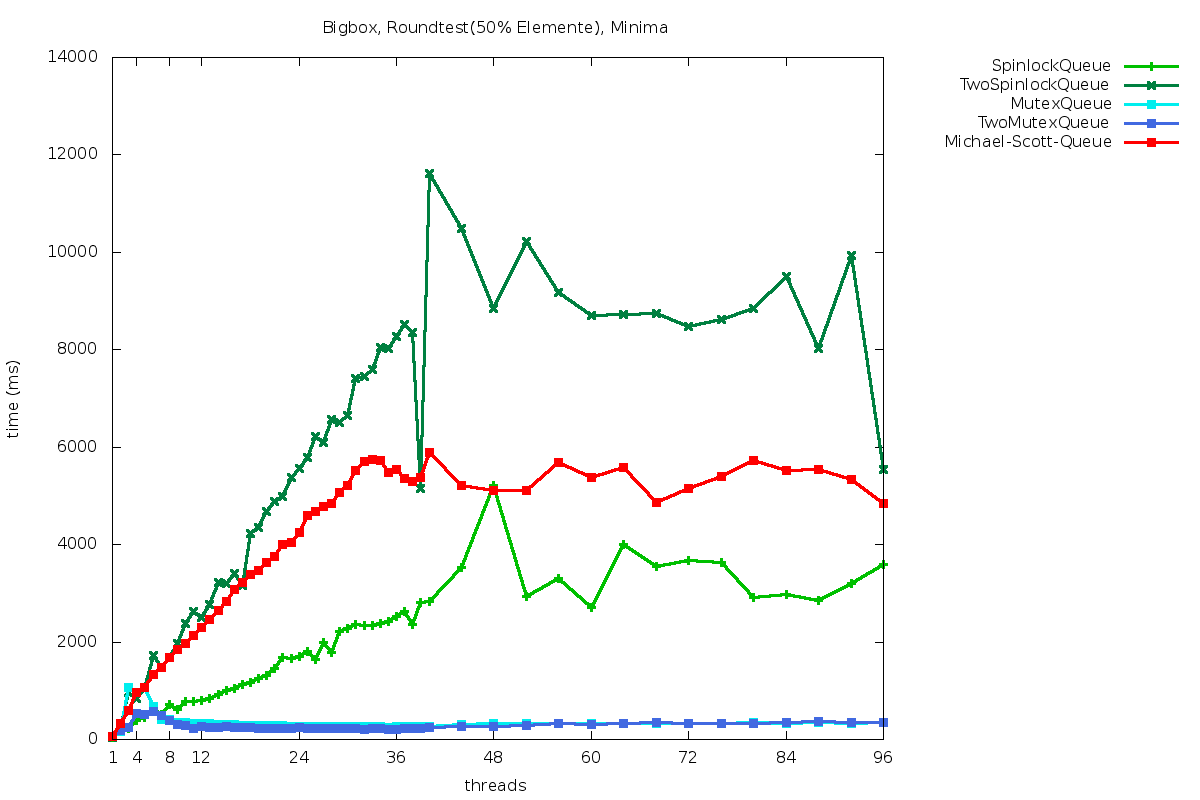 Bigbox, Roundtest(50% Elemente), Minima
14000
12000
10000
8000
6000
4000
2000
0
time (ms)
1 4 8 12 24 36 48 60 72 84 96
threads
SpinlockQueue
TwoSpinlockQueue
MutexQueue
TwoMutexQueue
Michael-Scott-Queue